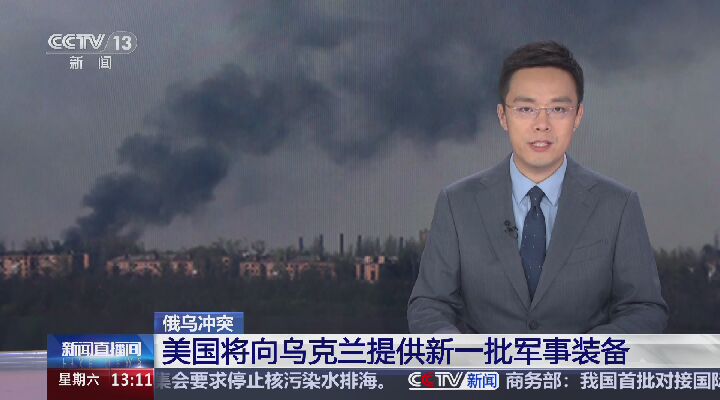 CCTV 13
新闻
俄乌冲突
新闻直播间
美国将向乌克兰提供新一批军事装备
星期六 13:11 集会要求停止核污染水排海。 CCTV新闻 商务部：我国首批对接国际